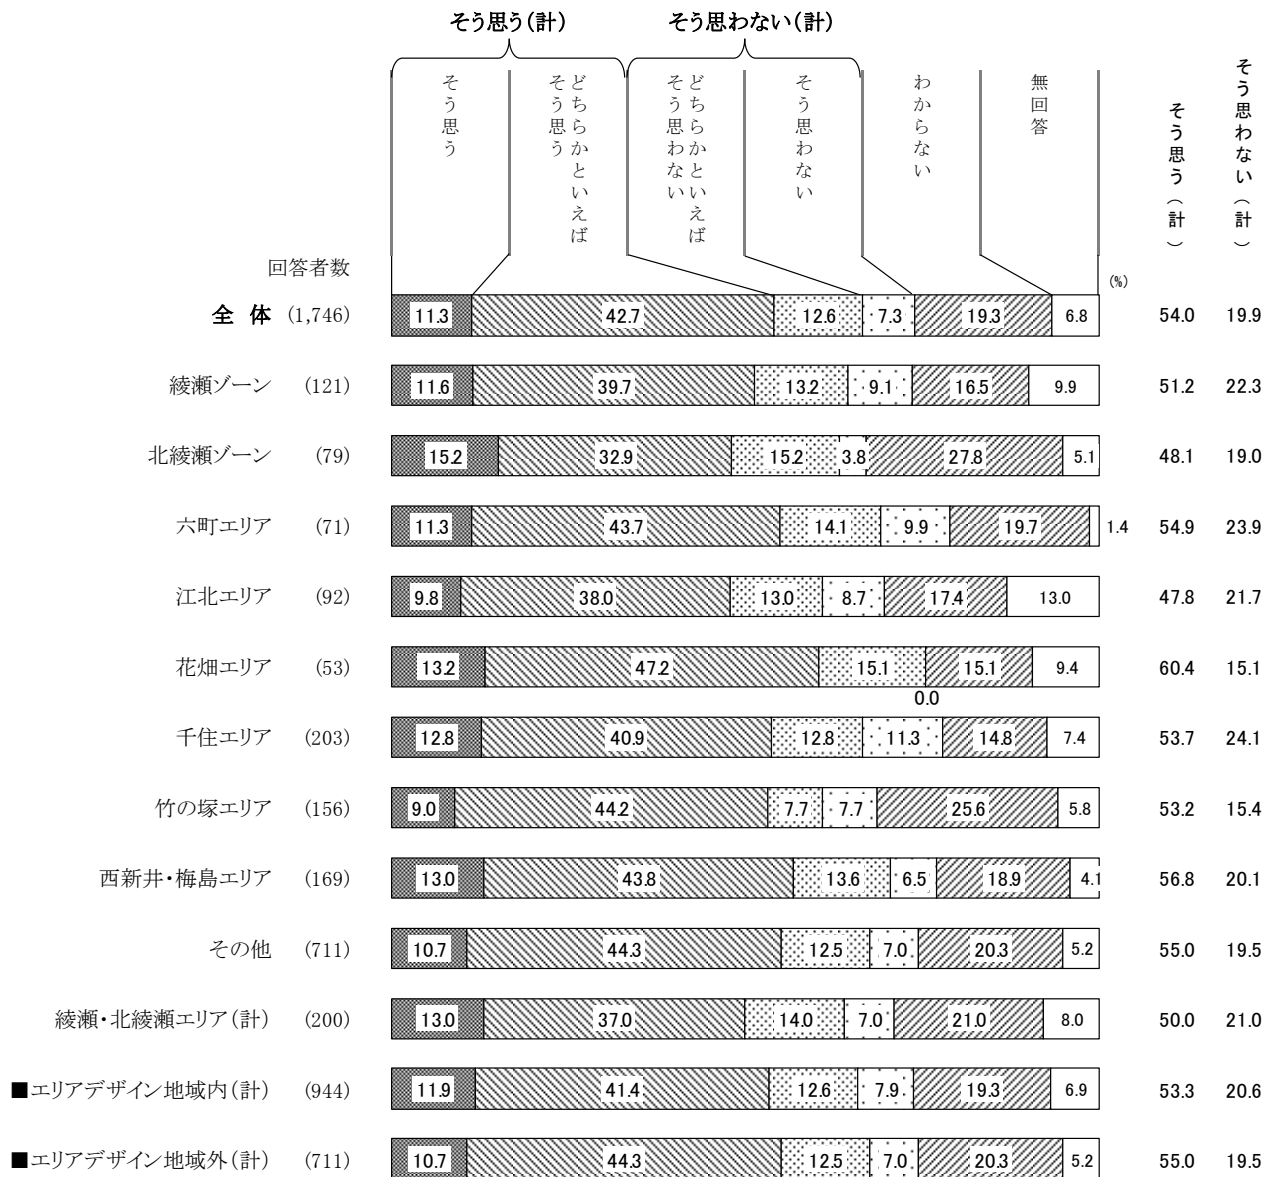 そう思う（計） そう思わない（計）
そう思う
どちらかといえばそう思う
どちらかといえばそう思わない
そう思わない
わからない
無回答
そう思う（計）
そう思わない（計）
回答者数
(%)
全 体 (1,746) 11.3 42.7 12.6 7.3 19.3 6.8 54.0 19.9
綾瀬ゾーン (121) 11.6 39.7 13.2 9.1 16.5 9.9 51.2 22.3
北綾瀬ゾーン (79) 15.2 32.9 15.2 3.8 27.8 5.1 48.1 19.0
六町エリア (71) 11.3 43.7 14.1 9.9 19.7 1.4 54.9 23.9
江北エリア (92) 9.8 38.0 13.0 8.7 17.4 13.0 47.8 21.7
花畑エリア (53) 13.2 47.2 15.1 15.1 9.4 60.4 15.1
0.0
千住エリア (203) 12.8 40.9 12.8 11.3 14.8 7.4 53.7 24.1
竹の塚エリア (156) 9.0 44.2 7.7 7.7 25.6 5.8 53.2 15.4
西新井・梅島エリア (169) 13.0 43.8 13.6 6.5 18.9 4.1 56.8 20.1
その他 (711) 10.7 44.3 12.5 7.0 20.3 5.2 55.0 19.5
綾瀬・北綾瀬エリア（計） (200) 13.0 37.0 14.0 7.0 21.0 8.0 50.0 21.0
■エリアデザイン地域内（計） (944) 11.9 41.4 12.6 7.9 19.3 6.9 53.3 20.6
■エリアデザイン地域外（計） (711) 10.7 44.3 12.5 7.0 20.3 5.2 55.0 19.5